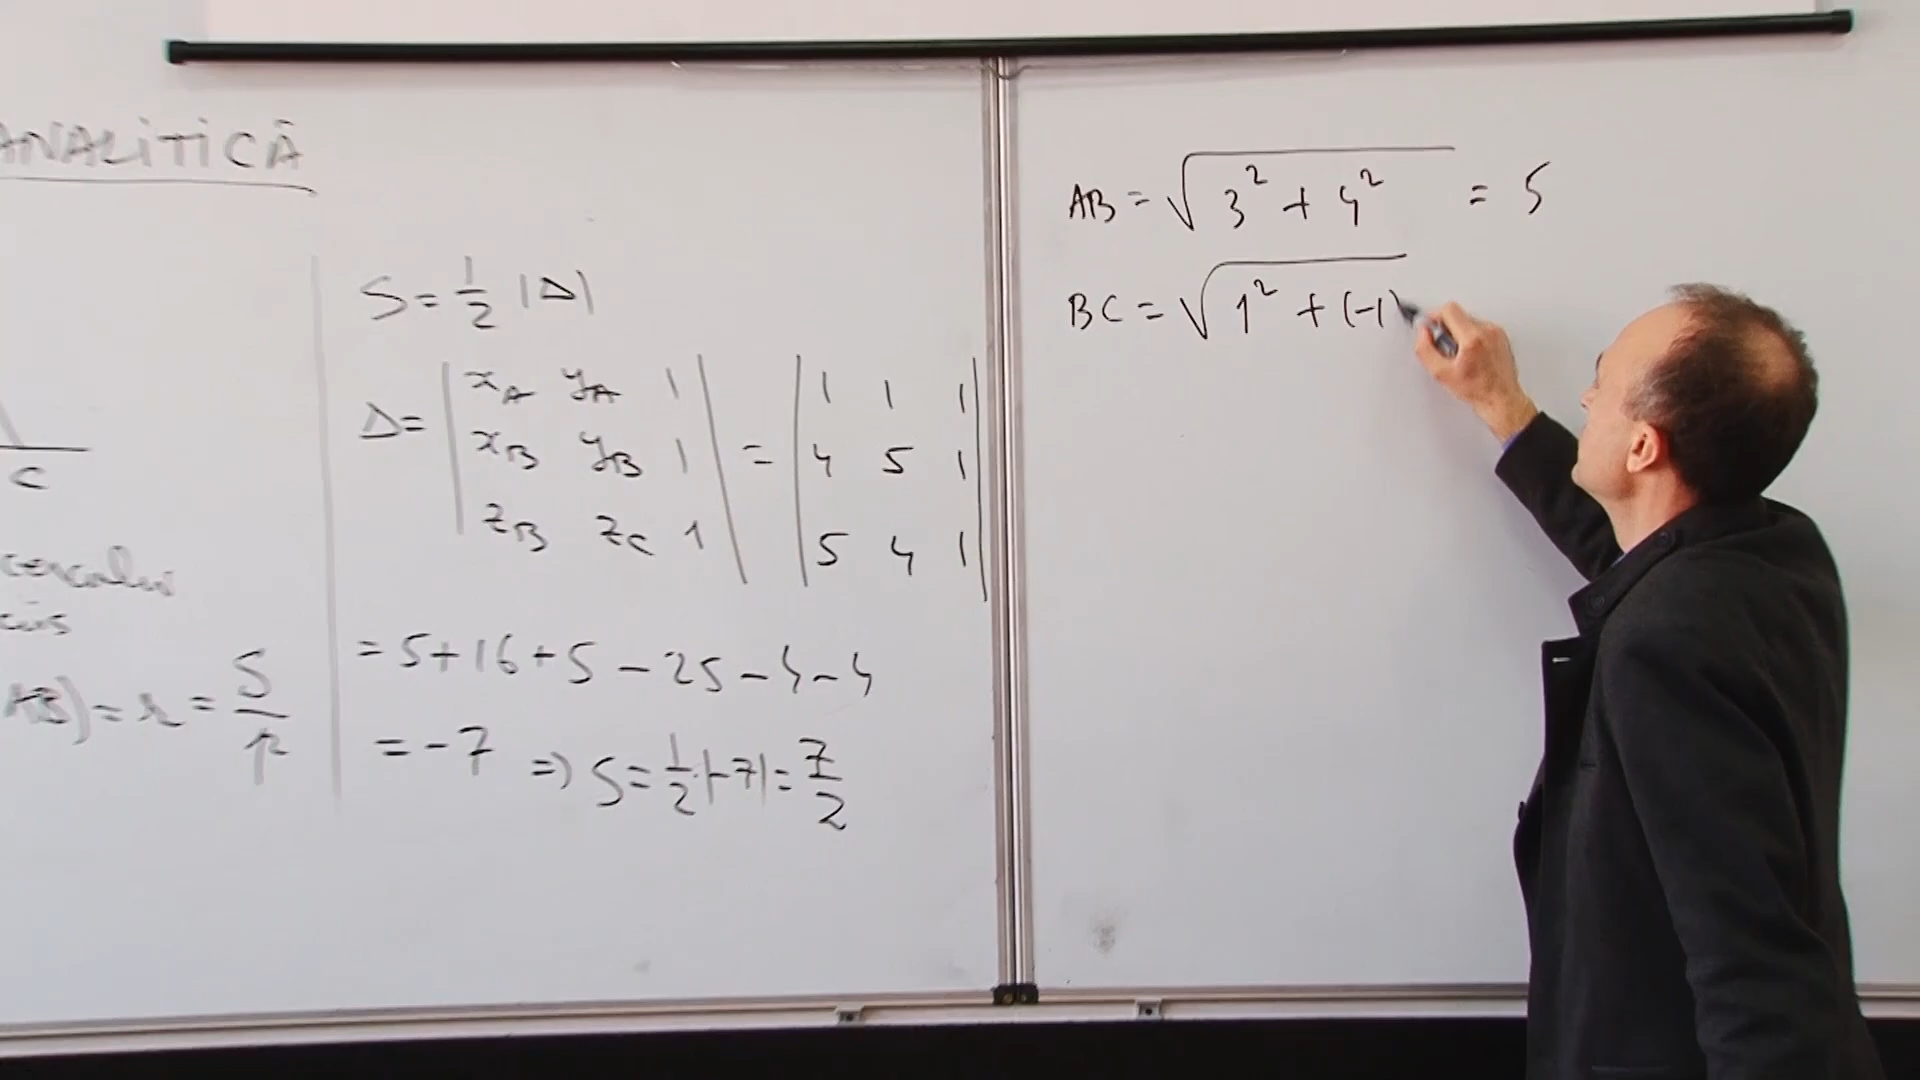 ANALITICĂ
C
cercului
AB) = r = S/p
S = 1/2 |Δ|
Δ = | x_A y_A 1 | = | 1 1 1 |
| x_B y_B 1 | | 4 5 1 |
| z_B z_C 1 | | 5 4 1 |
= 5 + 16 + 5 - 25 - 4 - 4
= -7 => S = 1/2 · |-7| = 7/2
AB = √(3² + 4²) = 5
BC = √(1² + (-1)